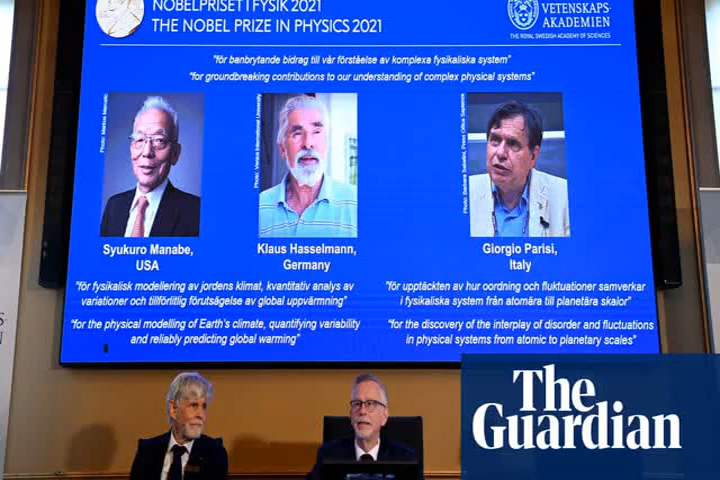 NOBELPRISET I FYSIK 2021
THE NOBEL PRIZE IN PHYSICS 2021
VETENSKAPS-
AKADEMIEN
THE ROYAL SWEDISH ACADEMY OF SCIENCES
"för banbrytande bidrag till vår förståelse av komplexa fysikaliska system"
"for groundbreaking contributions to our understanding of complex physical systems"
Syukuro Manabe,
USA
Klaus Hasselmann,
Germany
Giorgio Parisi,
Italy
"för fysikalisk modellering av jordens klimat, kvantitativ analys av
variationer och tillförlitlig förutsägelse av global uppvärmning"
"for the physical modelling of Earth's climate, quantifying variability
and reliably predicting global warming"
"för upptäckten av hur oordning och fluktuationer samverkar
i fysikaliska system från atomära till planetära skalor"
"for the discovery of the interplay of disorder and fluctuations
in physical systems from atomic to planetary scales"
The
Guardian